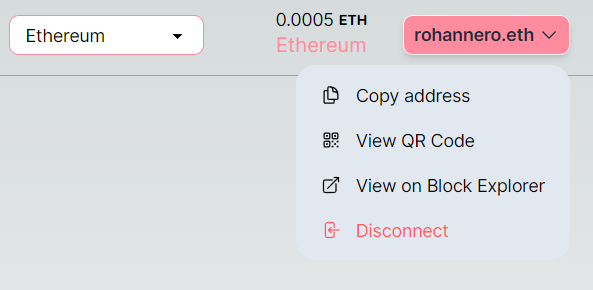 Ethereum
0.0005 ETH
Ethereum
rohannero.eth
Copy address
View QR Code
View on Block Explorer
Disconnect